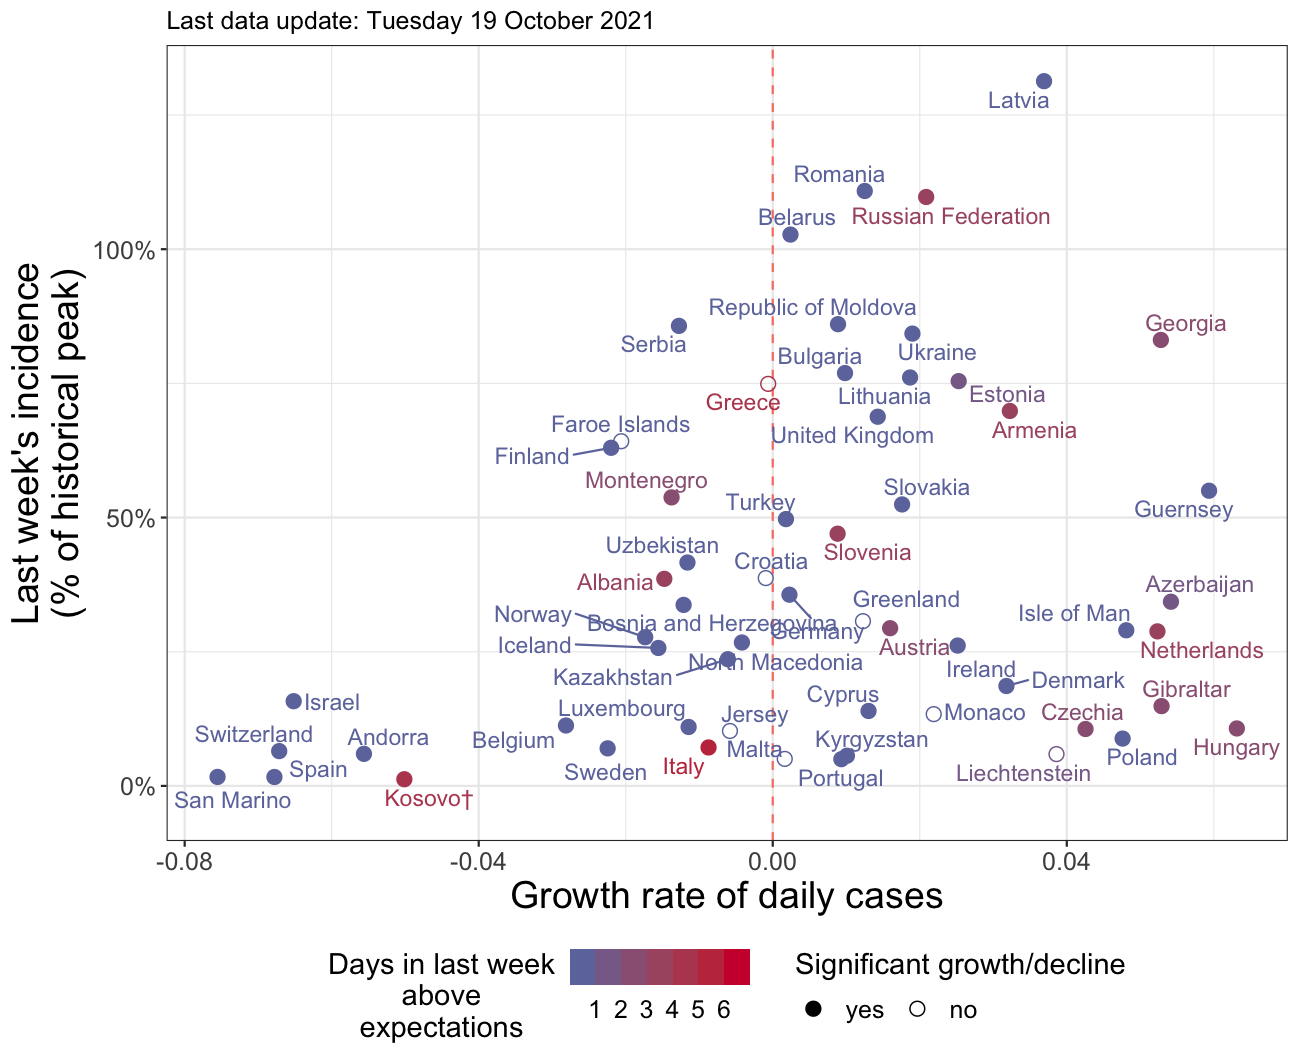 Last data update: Tuesday 19 October 2021
Latvia
Romania
Russian Federation
Belarus
100%
Republic of Moldova
Georgia
Serbia
Ukraine
Bulgaria
Estonia
Lithuania
Greece
Armenia
Faroe Islands
United Kingdom
Finland
Montenegro
Slovakia
Turkey
Guernsey
50%
Uzbekistan
Slovenia
Croatia
Albania
Azerbaijan
Greenland
Norway
Isle of Man
Bosnia and Herzegovina
Germany
Iceland
Austria
Netherlands
North Macedonia
Ireland
Kazakhstan
Denmark
Gibraltar
Cyprus
Israel
Luxembourg
Jersey
Monaco
Czechia
Switzerland
Andorra
Belgium
Kyrgyzstan
Malta
Hungary
Poland
Italy
Spain
Sweden
Liechtenstein
Portugal
0%
San Marino
Kosovo†
Last week's incidence
(% of historical peak)
-0.08
-0.04
0.00
0.04
Growth rate of daily cases
Days in last week
above
expectations
1 2 3 4 5 6
Significant growth/decline
yes
no